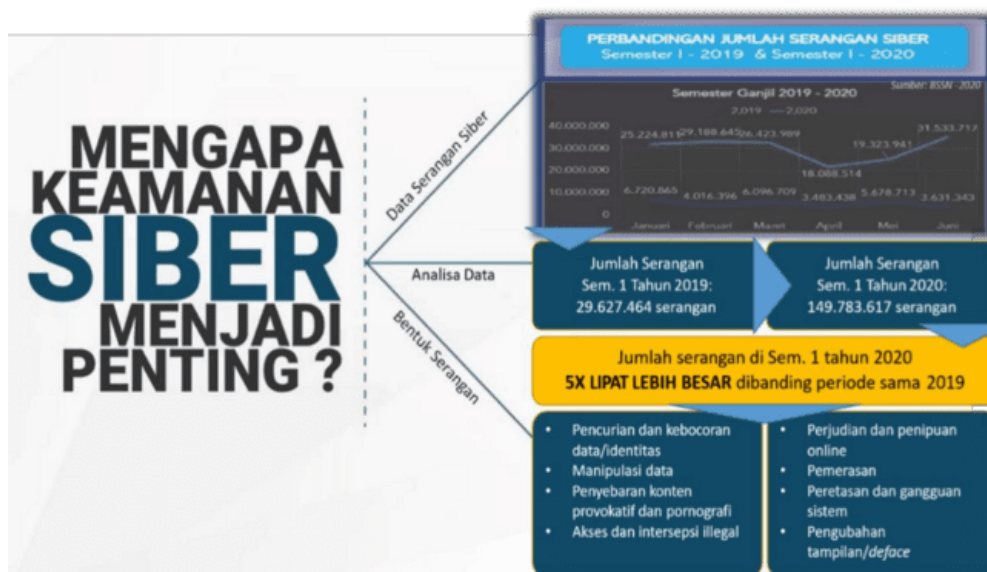 MENGAPA
KEAMANAN
SIBER
MENJADI
PENTING ?
Data Serangan Siber
Analisa Data
Bentuk Serangan
PERBANDINGAN JUMLAH SERANGAN SIBER
Semester I - 2019 & Semester I - 2020
Sumber: BSSN - 2020
Semester Ganjil 2019 - 2020
2,019 2,020
40.000.000
30.000.000
20.000.000
10.000.000
0
25.224.811 29.188.645 26.423.989 18.088.514 19.323.941 31.533.717
6.720.865 4.016.396 6.096.709 3.483.438 5.678.713 3.631.343
Januari Februari Maret April Mei Juni
Jumlah Serangan
Sem. 1 Tahun 2019:
29.627.464 serangan
Jumlah Serangan
Sem. 1 Tahun 2020:
149.783.617 serangan
Jumlah serangan di Sem. 1 tahun 2020
5X LIPAT LEBIH BESAR dibanding periode sama 2019
• Pencurian dan kebocoran
data/identitas
• Manipulasi data
• Penyebaran konten
provokatif dan pornografi
• Akses dan intersepsi illegal
• Perjudian dan penipuan
online
• Pemerasan
• Peretasan dan gangguan
sistem
• Pengubahan
tampilan/deface